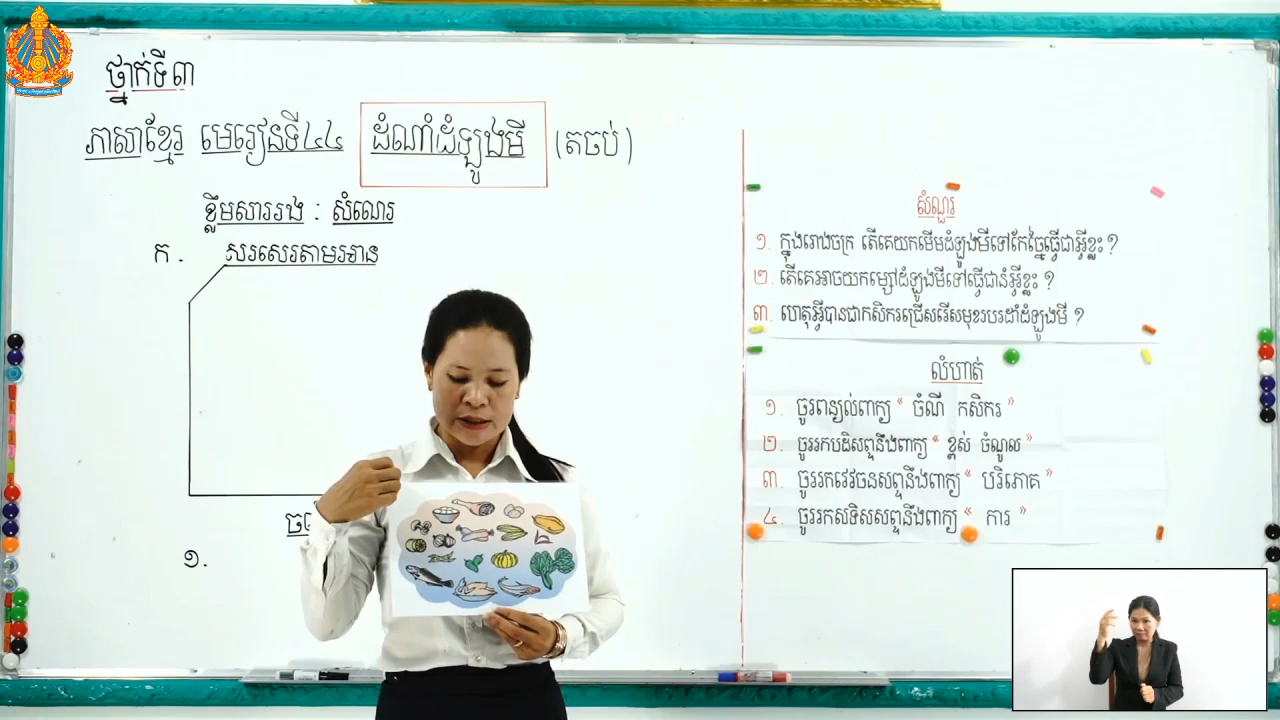 ថ្នាក់ទី៣
ភាសាខ្មែរ មេរៀនទី៤៤ ដំណាំដំឡូងមី (តចប់)
ខ្លឹមសាររង : សំណេរ
ក. សរសេរតាមអាន
១.
សំណួរ
១. ក្នុងរោងចក្រ តើគេយកមើមដំឡូងមីទៅកែច្នៃធ្វើជាអ្វីខ្លះ?
២. តើគេអាចយកម្សៅដំឡូងមីទៅធ្វើជានំអ្វីខ្លះ?
៣. ហេតុអ្វីបានជាកសិករជ្រើសរើសមុខរបរដាំដំឡូងមី ?
លំហាត់
១. ចូរពន្យល់ពាក្យ “ ចំណី កសិករ ”
២. ចូររកបដិសព្ទនឹងពាក្យ “ ខ្ពស់ ចំណូល ”
៣. ចូររកវេវចនសព្ទនឹងពាក្យ “ បរិភោគ ”
៤. ចូររកសទិសសព្ទនឹងពាក្យ “ ការ ”